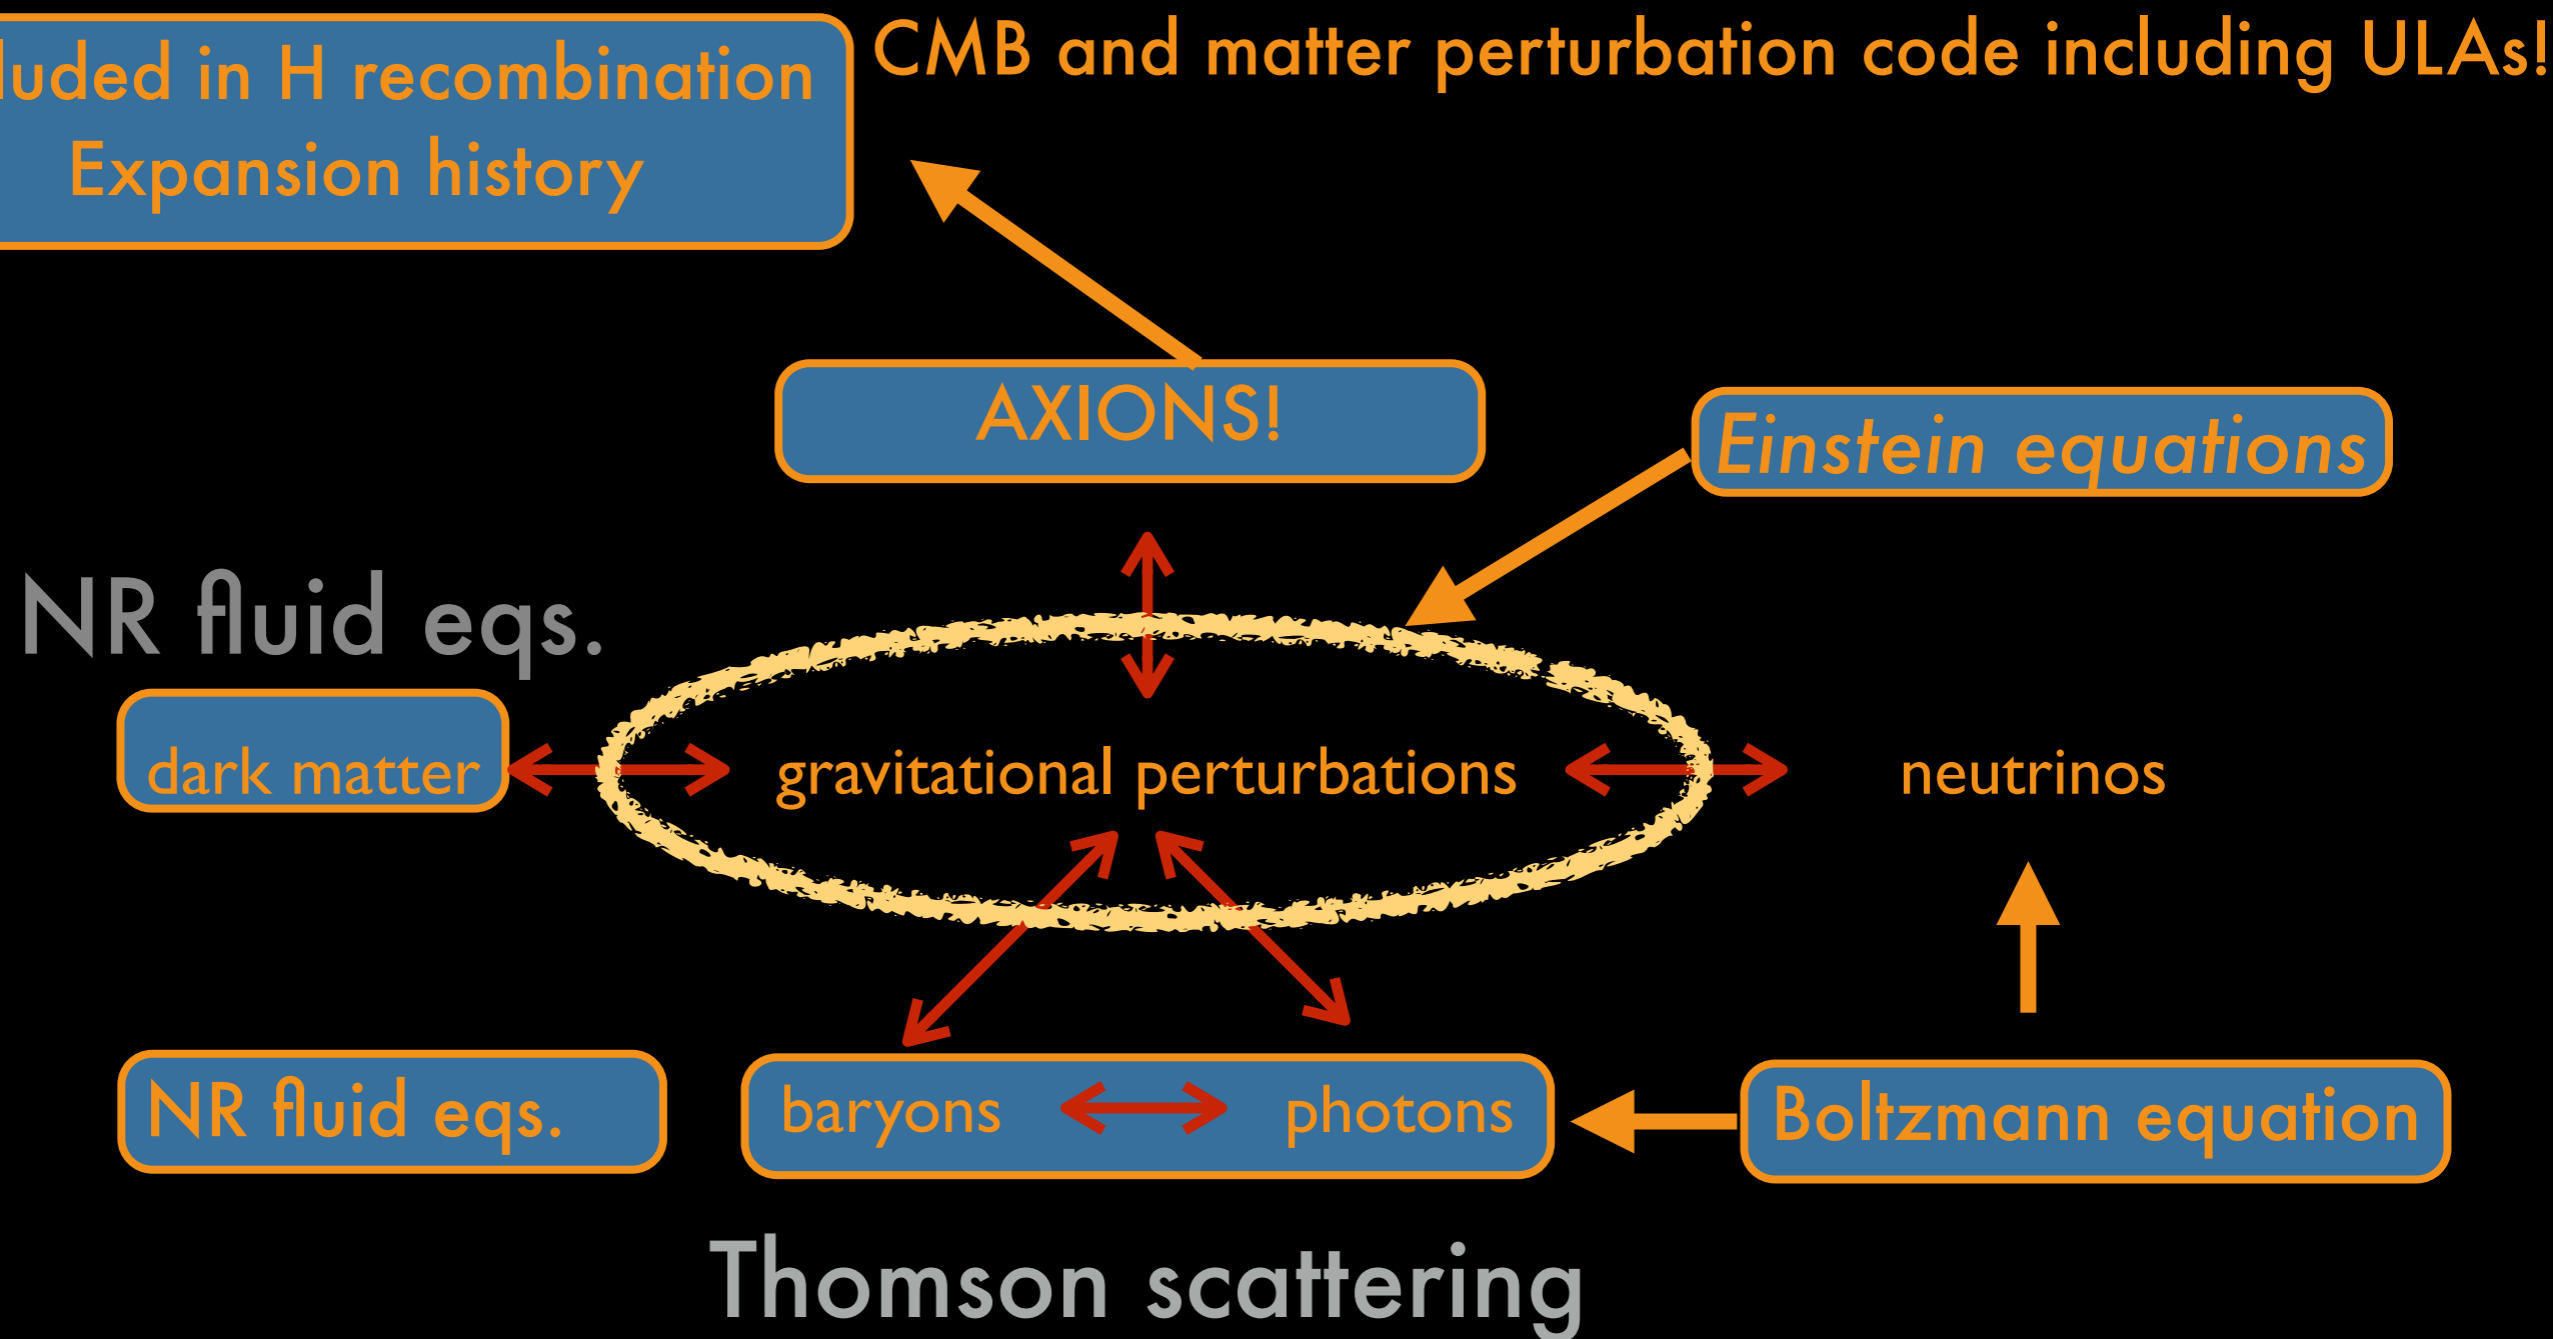 CMB and matter perturbation code including ULAs!
in H recombination
Expansion history
AXIONS!
Einstein equations
NR fluid eqs.
dark matter
gravitational perturbations
neutrinos
NR fluid eqs.
baryons
photons
Boltzmann equation
Thomson scattering